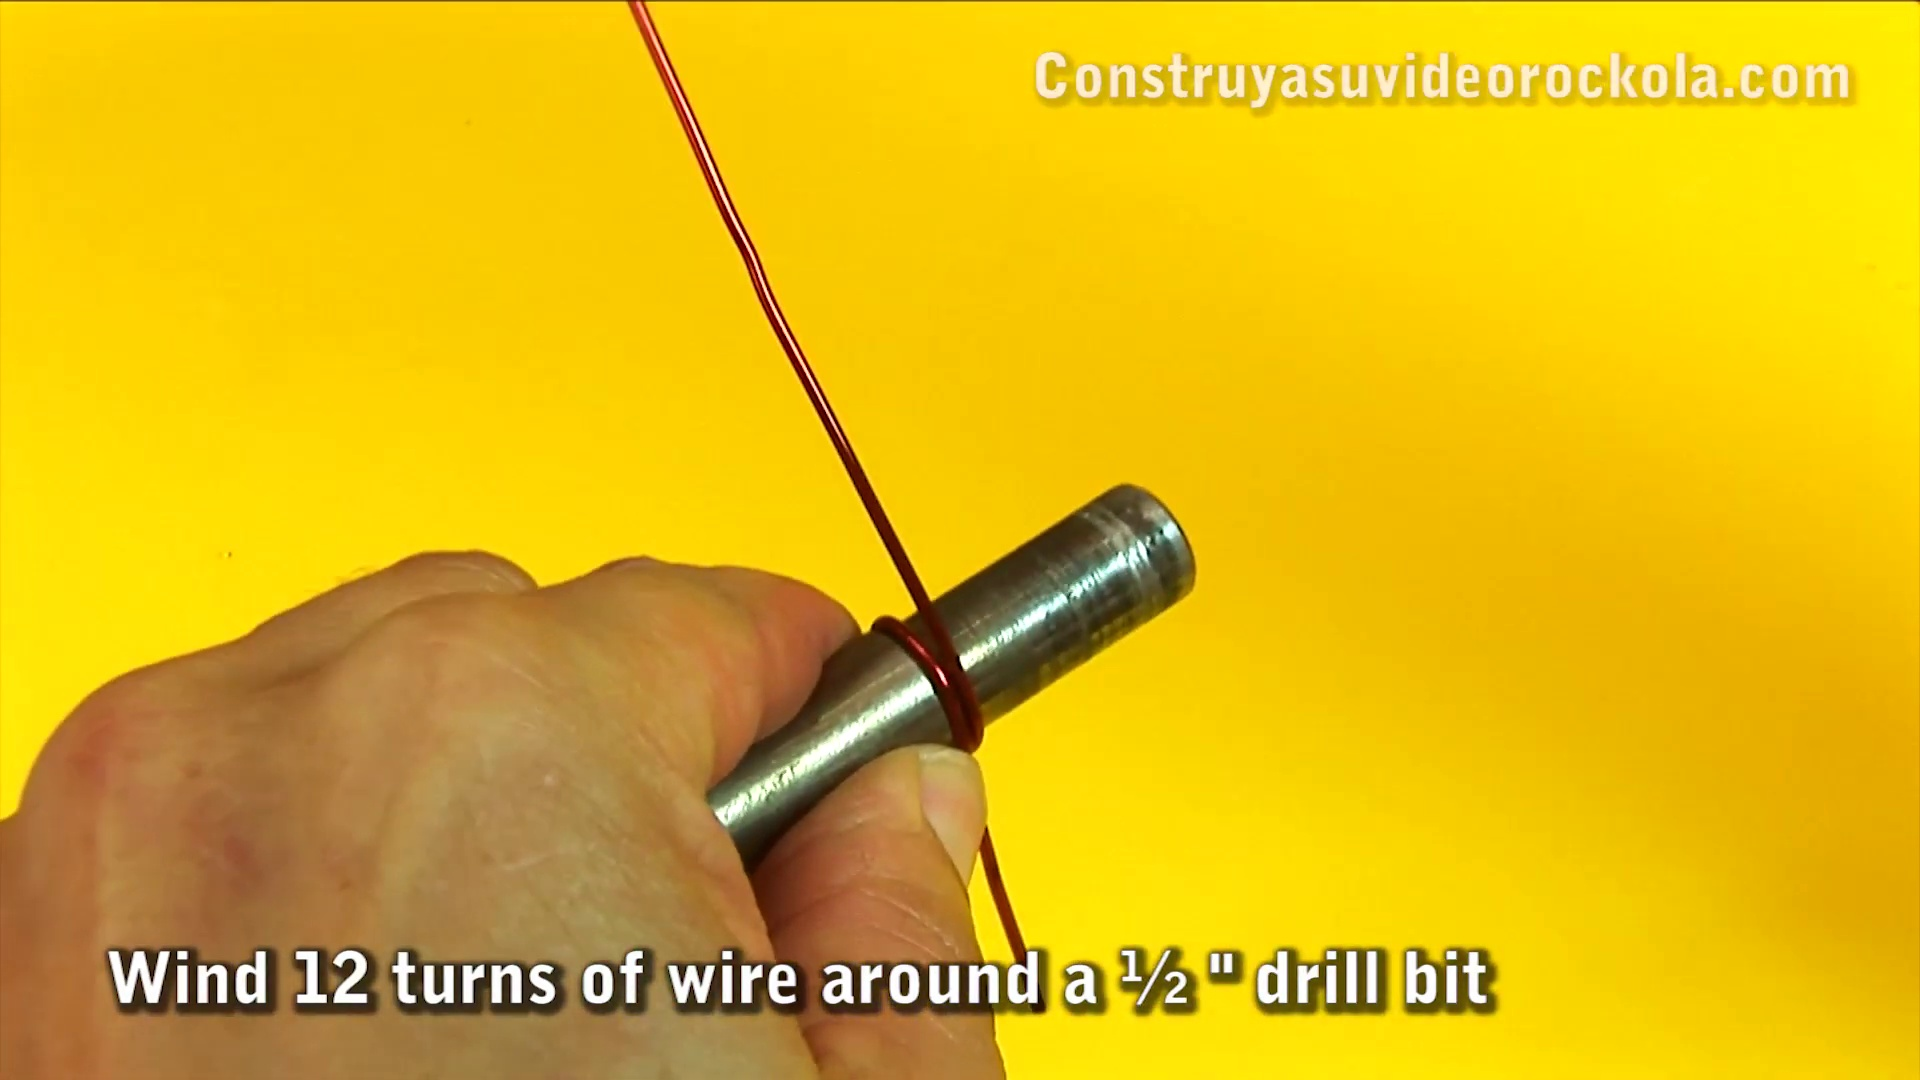 Construyasuvideorockola.com
Wind 12 turns of wire around a ½ " drill bit